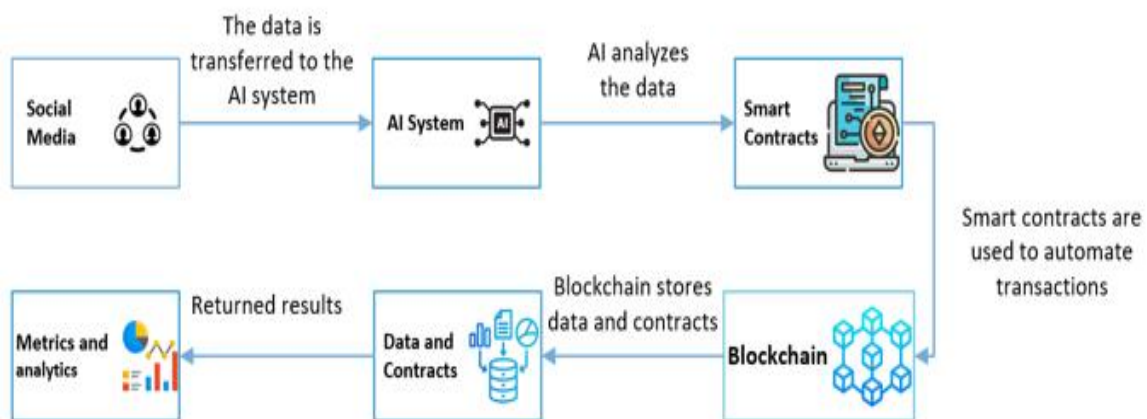 The data is
transferred to the
AI system
AI analyzes
the data
Social
Media
AI System
AI
Smart
Contracts
Smart contracts are
used to automate
transactions
Blockchain stores
data and contracts
Returned results
Metrics and
analytics
Data and
Contracts
Blockchain